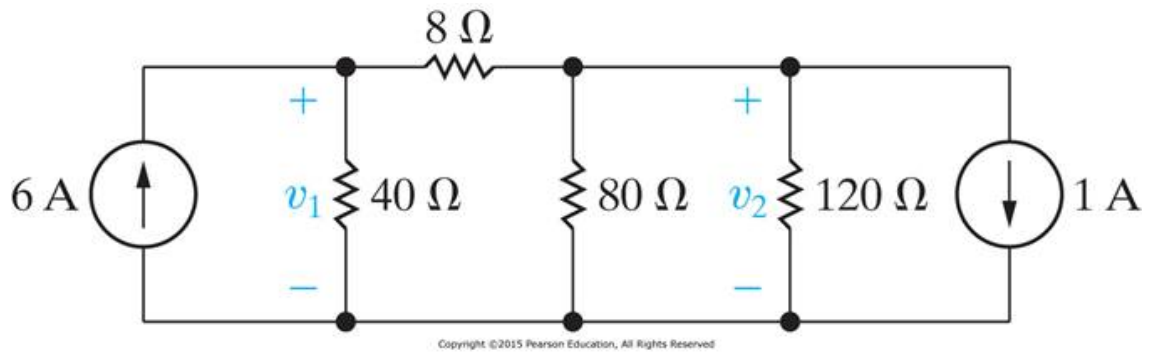 8 Ω
+ +
6 A v₁ 40 Ω 80 Ω v₂ 120 Ω 1 A
− −
Copyright ©2015 Pearson Education, All Rights Reserved